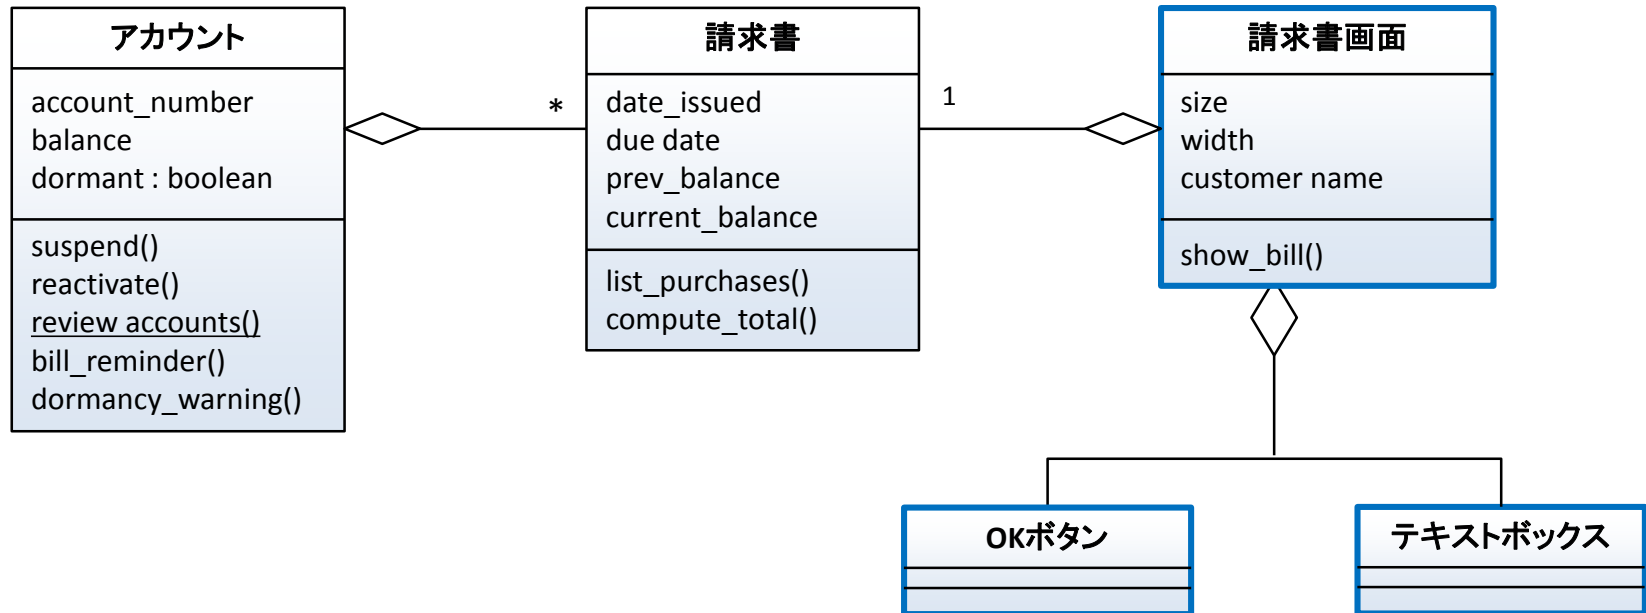 アカウント
account_number
balance
dormant : boolean
suspend()
reactivate()
review accounts()
bill_reminder()
dormancy_warning()
*
請求書
date_issued
due date
prev_balance
current_balance
list_purchases()
compute_total()
1
請求書画面
size
width
customer name
show_bill()
OKボタン
テキストボックス